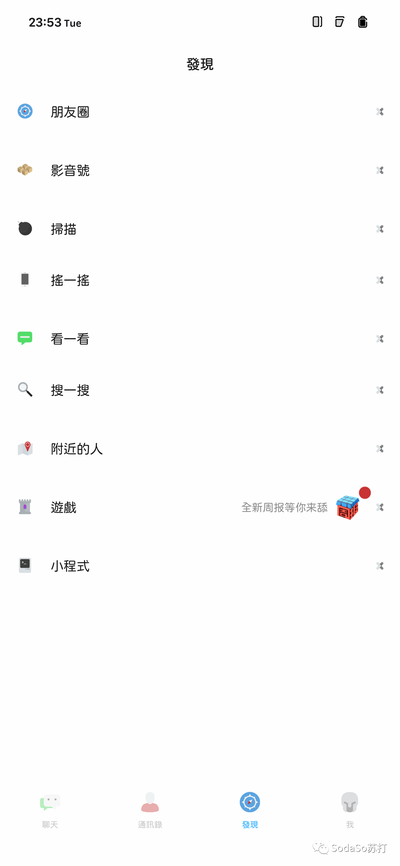 23:53 Tue
發現
朋友圈
影音號
掃描
搖一搖
看一看
搜一搜
附近的人
遊戲 全新周报等你来舔
小程式
聊天 通訊錄 發現 我
SodaSo苏打